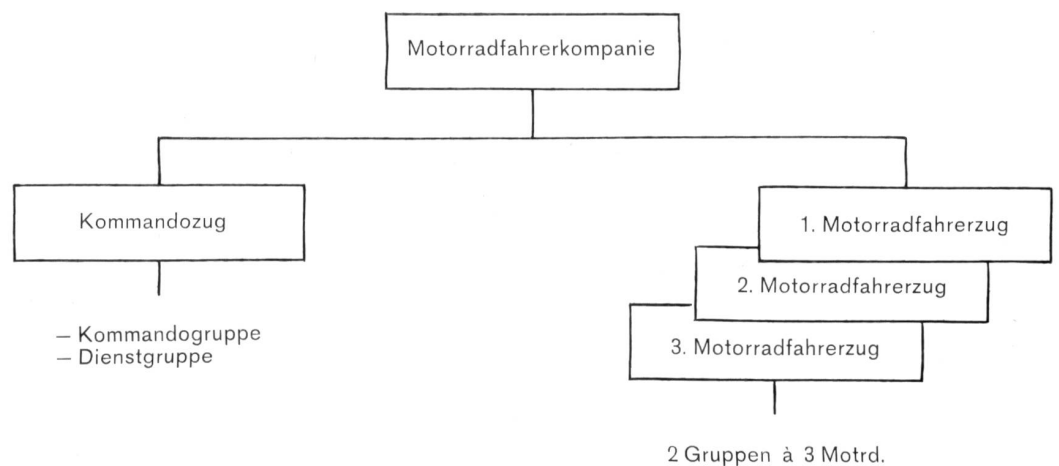 Motorradfahrerkompanie
Kommandozug
– Kommandogruppe
– Dienstgruppe
1. Motorradfahrerzug
2. Motorradfahrerzug
3. Motorradfahrerzug
2 Gruppen à 3 Motrd.